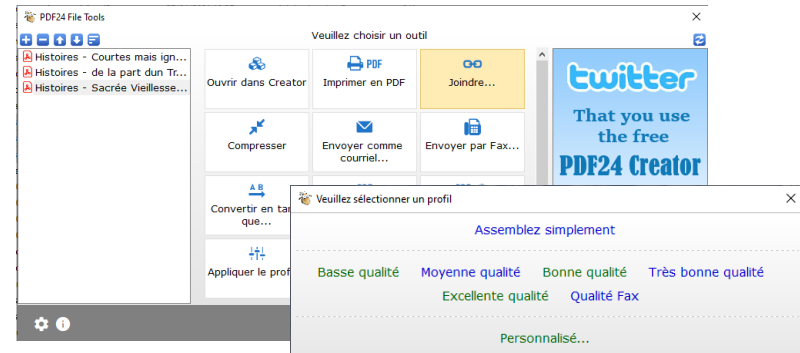 PDF24 File Tools
Veuillez choisir un outil
Histoires - Courtes mais ign...
Histoires - de la part dun Tr...
Histoires - Sacrée Vieillesse...
Ouvrir dans Creator
PDF
Imprimer en PDF
Joindre...
Compresser
Envoyer comme
courriel...
Envoyer par Fax...
A B
Convertir en tan
que...
Appliquer le prof
twitter
That you use
the free
PDF24 Creator
Veuillez sélectionner un profil
Assemblez simplement
Basse qualité Moyenne qualité Bonne qualité Très bonne qualité
Excellente qualité Qualité Fax
Personnalisé...